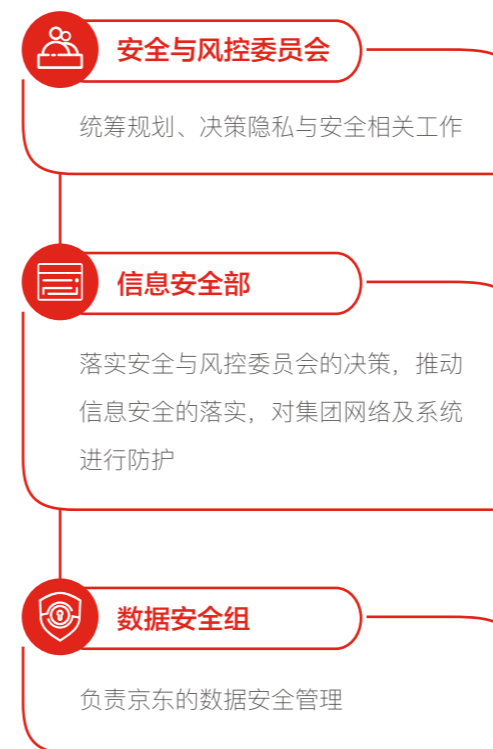 安全与风控委员会
统筹规划、决策隐私与安全相关工作
信息安全部
落实安全与风控委员会的决策，推动
信息安全的落实，对集团网络及系统
进行防护
数据安全组
负责京东的数据安全管理